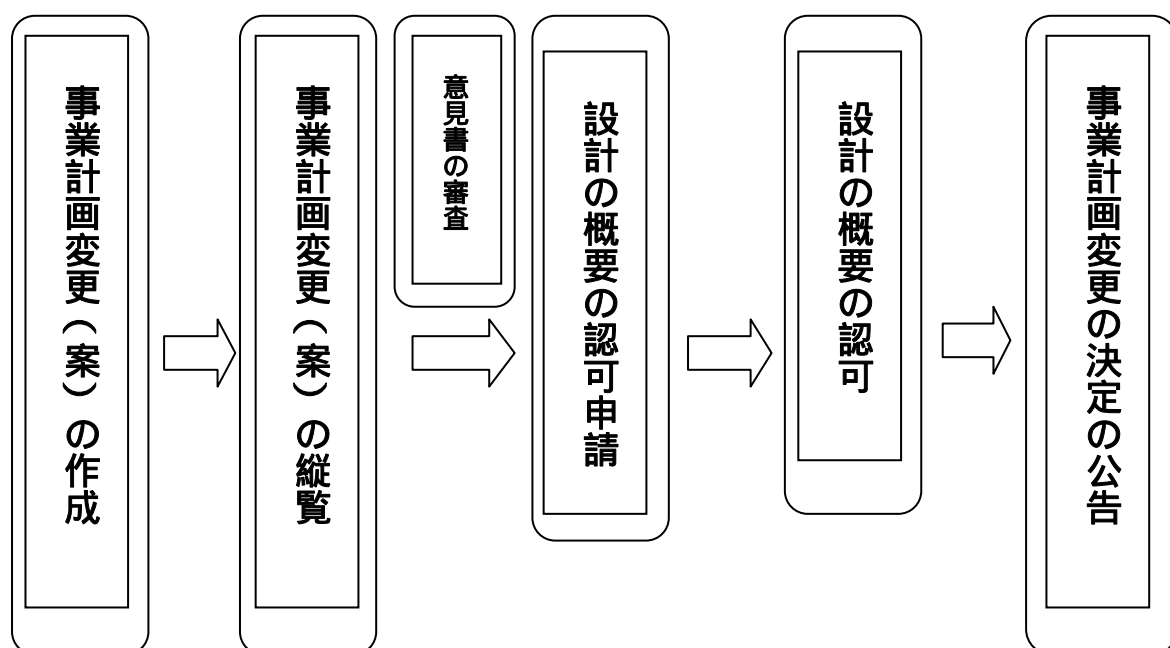 事業計画変更（案）の作成
事業計画変更（案）の縦覧
意見書の審査
設計の概要の認可申請
設計の概要の認可
事業計画変更の決定の公告